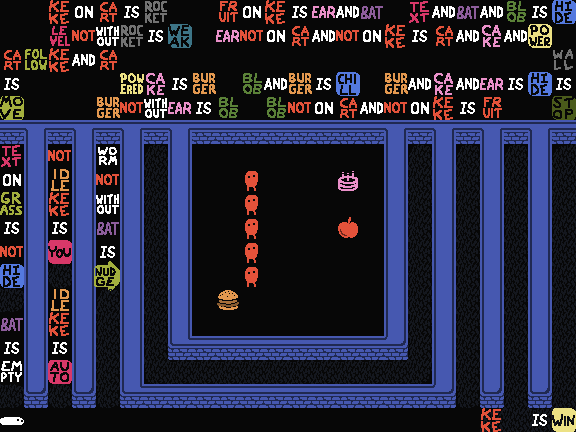 KEKE ON CART IS ROCKET FRUIT ON KEKE IS EAR AND BAT TEXT AND BAT AND BLOB IS HIDE
LEVEL NOT WITHOUT ROCKET IS WEAK EAR NOT ON CART AND NOT ON KEKE IS KEKE ON CART AND POWER
CART FOLLOW KEKE AND CART WALL
IS POWERED CAKE IS BURGER BLOB AND BURGER IS CHILL BURGER AND CAKE AND EAR IS HIDE IS
MOVE BURGER NOT WITHOUT EAR IS BLOB BLOB NOT ON CART AND NOT ON KEKE IS FRUIT STOP
TEXT NOT WORM
ON IDLE NOT
GRASS KEKE WITHOUT
IS IS BAT
NOT YOU IS
HIDE NUDGE
IDLE
BAT KEKE
IS IS
EMPTY AUTO
KEKE IS WIN